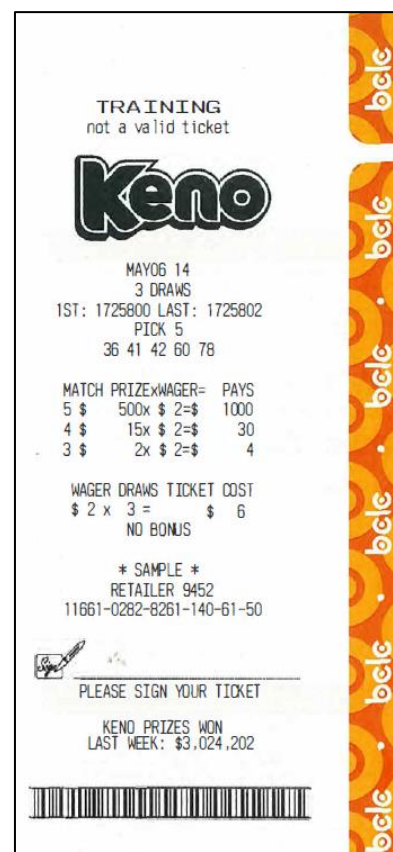 TRAINING
not a valid ticket
Keno
MAY06 14
3 DRAWS
1ST: 1725800 LAST: 1725802
PICK 5
36 41 42 60 78
MATCH PRIZExWAGER= PAYS
5 $ 500x $ 2=$ 1000
4 $ 15x $ 2=$ 30
3 $ 2x $ 2=$ 4
WAGER DRAWS TICKET COST
$ 2 x 3 = $ 6
NO BONUS
* SAMPLE *
RETAILER 9452
11661-0282-8261-140-61-50
Sign
PLEASE SIGN YOUR TICKET
KENO PRIZES WON
LAST WEEK: $3,024,202
bclc
bclc
bclc
bclc
bclc
bclc